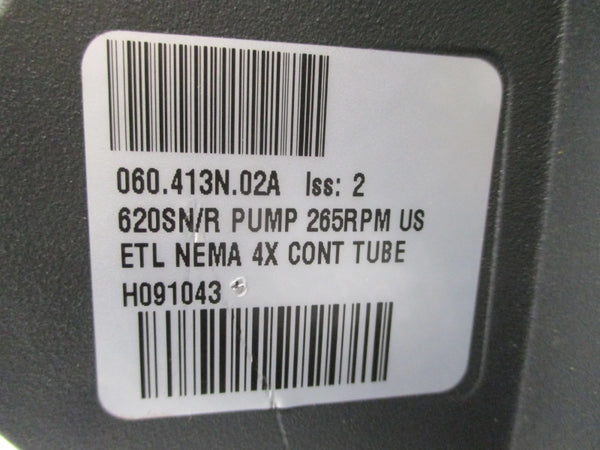 060.413N.02A Iss: 2
620SN/R PUMP 265RPM US
ETL NEMA 4X CONT TUBE
H091043